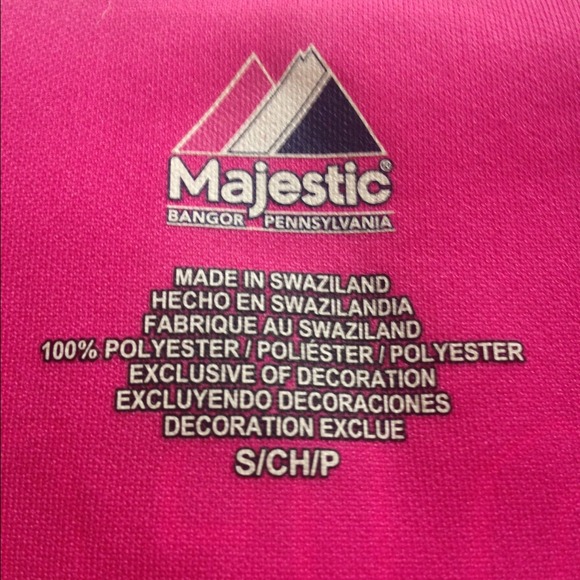 Majestic®
BANGOR PENNSYLVANIA
MADE IN SWAZILAND
HECHO EN SWAZILANDIA
FABRIQUE AU SWAZILAND
100% POLYESTER / POLIÉSTER / POLYESTER
EXCLUSIVE OF DECORATION
EXCLUYENDO DECORACIONES
DECORATION EXCLUE
S/CH/P